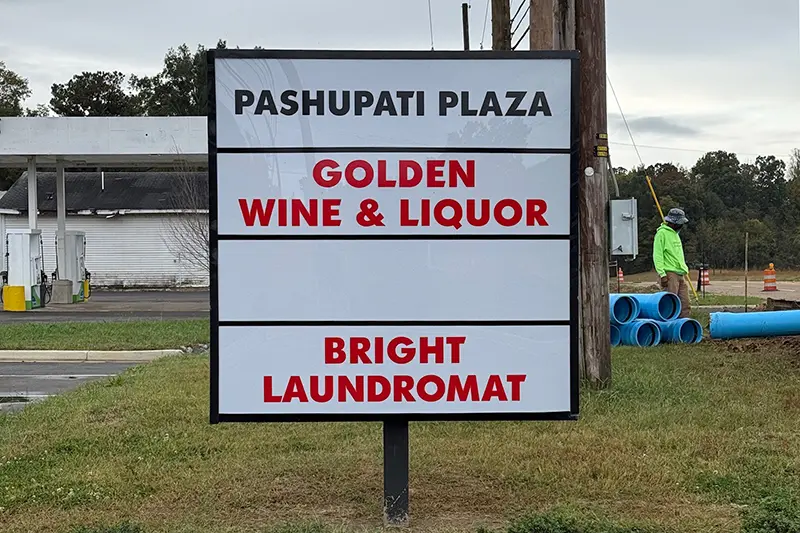 PASHUPATI PLAZA
GOLDEN
WINE & LIQUOR
BRIGHT
LAUNDROMAT